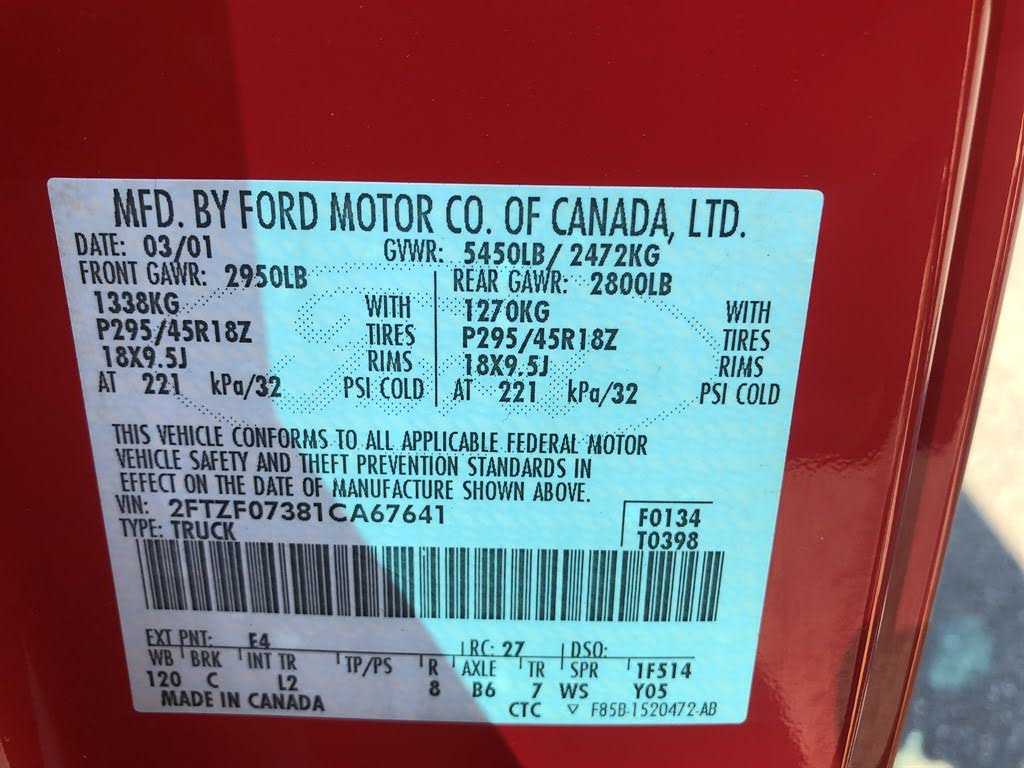 MFD. BY FORD MOTOR CO. OF CANADA, LTD.
DATE: 03/01 GVWR: 5450LB/ 2472KG
FRONT GAWR: 2950LB REAR GAWR: 2800LB
1338KG WITH 1270KG WITH
P295/45R18Z TIRES P295/45R18Z TIRES
18X9.5J RIMS 18X9.5J RIMS
AT 221 kPa/32 PSI COLD AT 221 kPa/32 PSI COLD
THIS VEHICLE CONFORMS TO ALL APPLICABLE FEDERAL MOTOR
VEHICLE SAFETY AND THEFT PREVENTION STANDARDS IN
EFFECT ON THE DATE OF MANUFACTURE SHOWN ABOVE.
VIN: 2FTZF07381CA67641 F0134
TYPE: TRUCK T0398
EXT PNT: E4 RC: 27 DSO:
WB BRK INT TR TP/PS R AXLE TR SPR 1F514
120 C L2 8 B6 7 WS Y05
MADE IN CANADA CTC ▽ F85B-1520472-AB